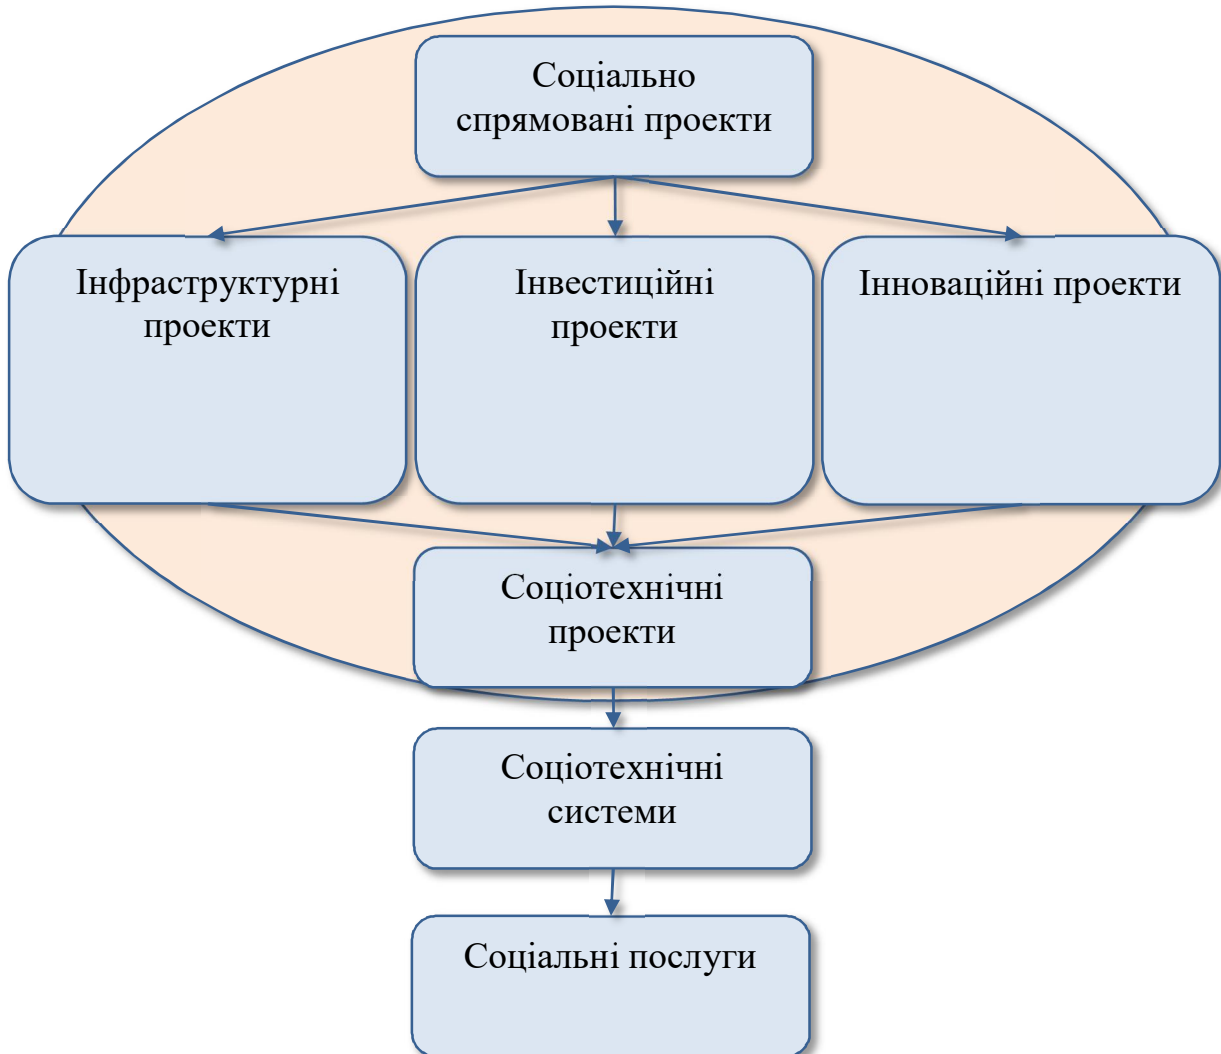 Соціально
спрямовані проекти
Інфраструктурні
проекти
Інвестиційні
проекти
Інноваційні проекти
Соціотехнічні
проекти
Соціотехнічні
системи
Соціальні послуги